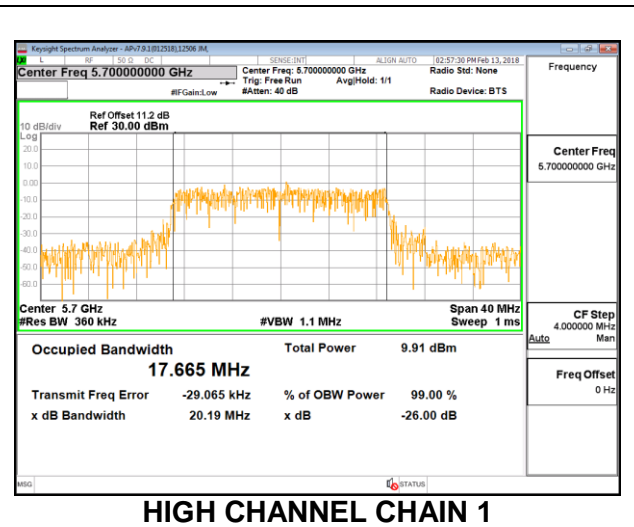 Keysight Spectrum Analyzer - APv7.9.1(012518),12506 JM,
L RF 50 Ω DC SENSE:INT ALIGN AUTO 02:57:30 PM Feb 13, 2018
Center Freq 5.700000000 GHz
Center Freq: 5.700000000 GHz
Radio Std: None
Trig: Free Run Avg|Hold: 1/1
#IFGain:Low #Atten: 40 dB Radio Device: BTS
Frequency
Ref Offset 11.2 dB
10 dB/div Ref 30.00 dBm
Log
20.0
10.0
0.00
-10.0
-20.0
-30.0
-40.0
-50.0
-60.0
Center 5.7 GHz Span 40 MHz
#Res BW 360 kHz #VBW 1.1 MHz Sweep 1 ms
Center Freq
5.700000000 GHz
CF Step
4.000000 MHz
Auto Man
Freq Offset
0 Hz
Occupied Bandwidth Total Power 9.91 dBm
17.665 MHz
Transmit Freq Error -29.065 kHz % of OBW Power 99.00 %
x dB Bandwidth 20.19 MHz x dB -26.00 dB
MSG STATUS
HIGH CHANNEL CHAIN 1